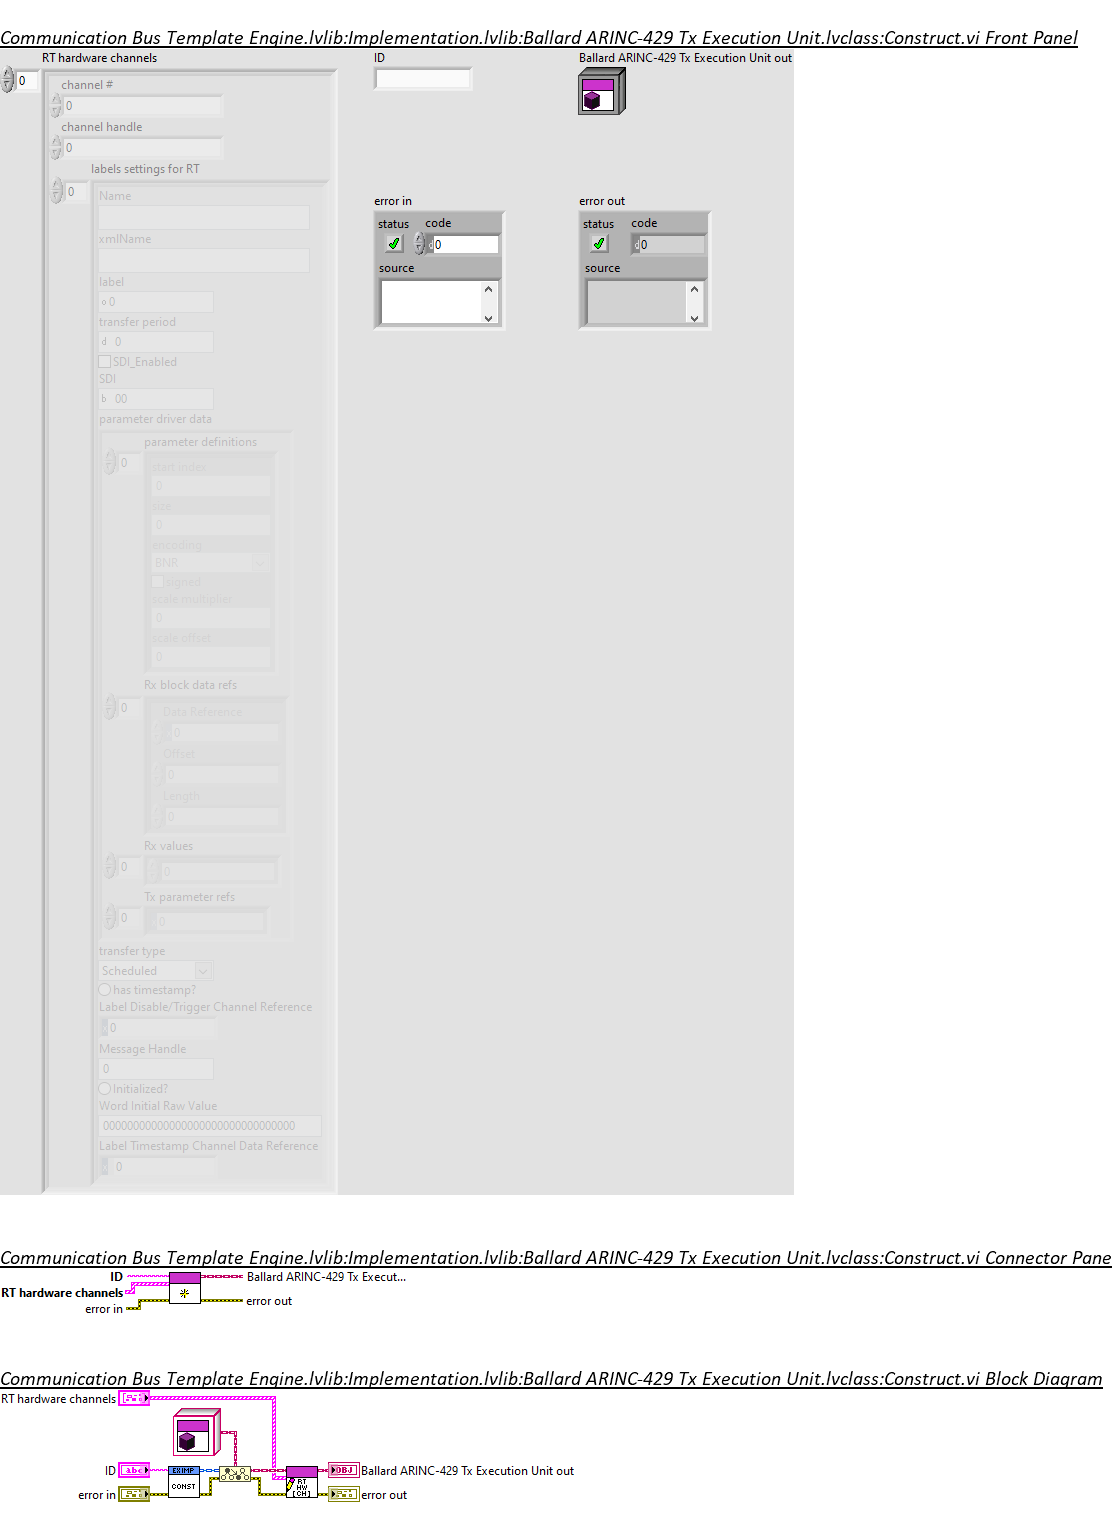 Communication Bus Template Engine.lvlib:Implementation.lvlib:Ballard ARINC-429 Tx Execution Unit.lvclass:Construct.vi Front Panel
RT hardware channels
ID
Ballard ARINC-429 Tx Execution Unit out
0
channel #
0
channel handle
0
labels settings for RT
0
Name
xmlName
label
o 0
transfer period
d 0
SDI_Enabled
SDI
b 00
parameter driver data
parameter definitions
0
start index
0
size
0
encoding
BNR
signed
scale multiplier
0
scale offset
0
Rx block data refs
0
Data Reference
0
Offset
0
Length
0
Rx values
0
0
Tx parameter refs
0
0
transfer type
Scheduled
has timestamp?
Label Disable/Trigger Channel Reference
0
Message Handle
0
Initialized?
Word Initial Raw Value
00000000000000000000000000000000
Label Timestamp Channel Data Reference
0
error in
status code
d 0
source
error out
status code
d 0
source
Communication Bus Template Engine.lvlib:Implementation.lvlib:Ballard ARINC-429 Tx Execution Unit.lvclass:Construct.vi Connector Pane
ID
Ballard ARINC-429 Tx Execut...
RT hardware channels
error in
error out
Communication Bus Template Engine.lvlib:Implementation.lvlib:Ballard ARINC-429 Tx Execution Unit.lvclass:Construct.vi Block Diagram
RT hardware channels
ID
abc
EXIMP
CONST
RT
HW
[CH]
OBJ
Ballard ARINC-429 Tx Execution Unit out
error in
error out